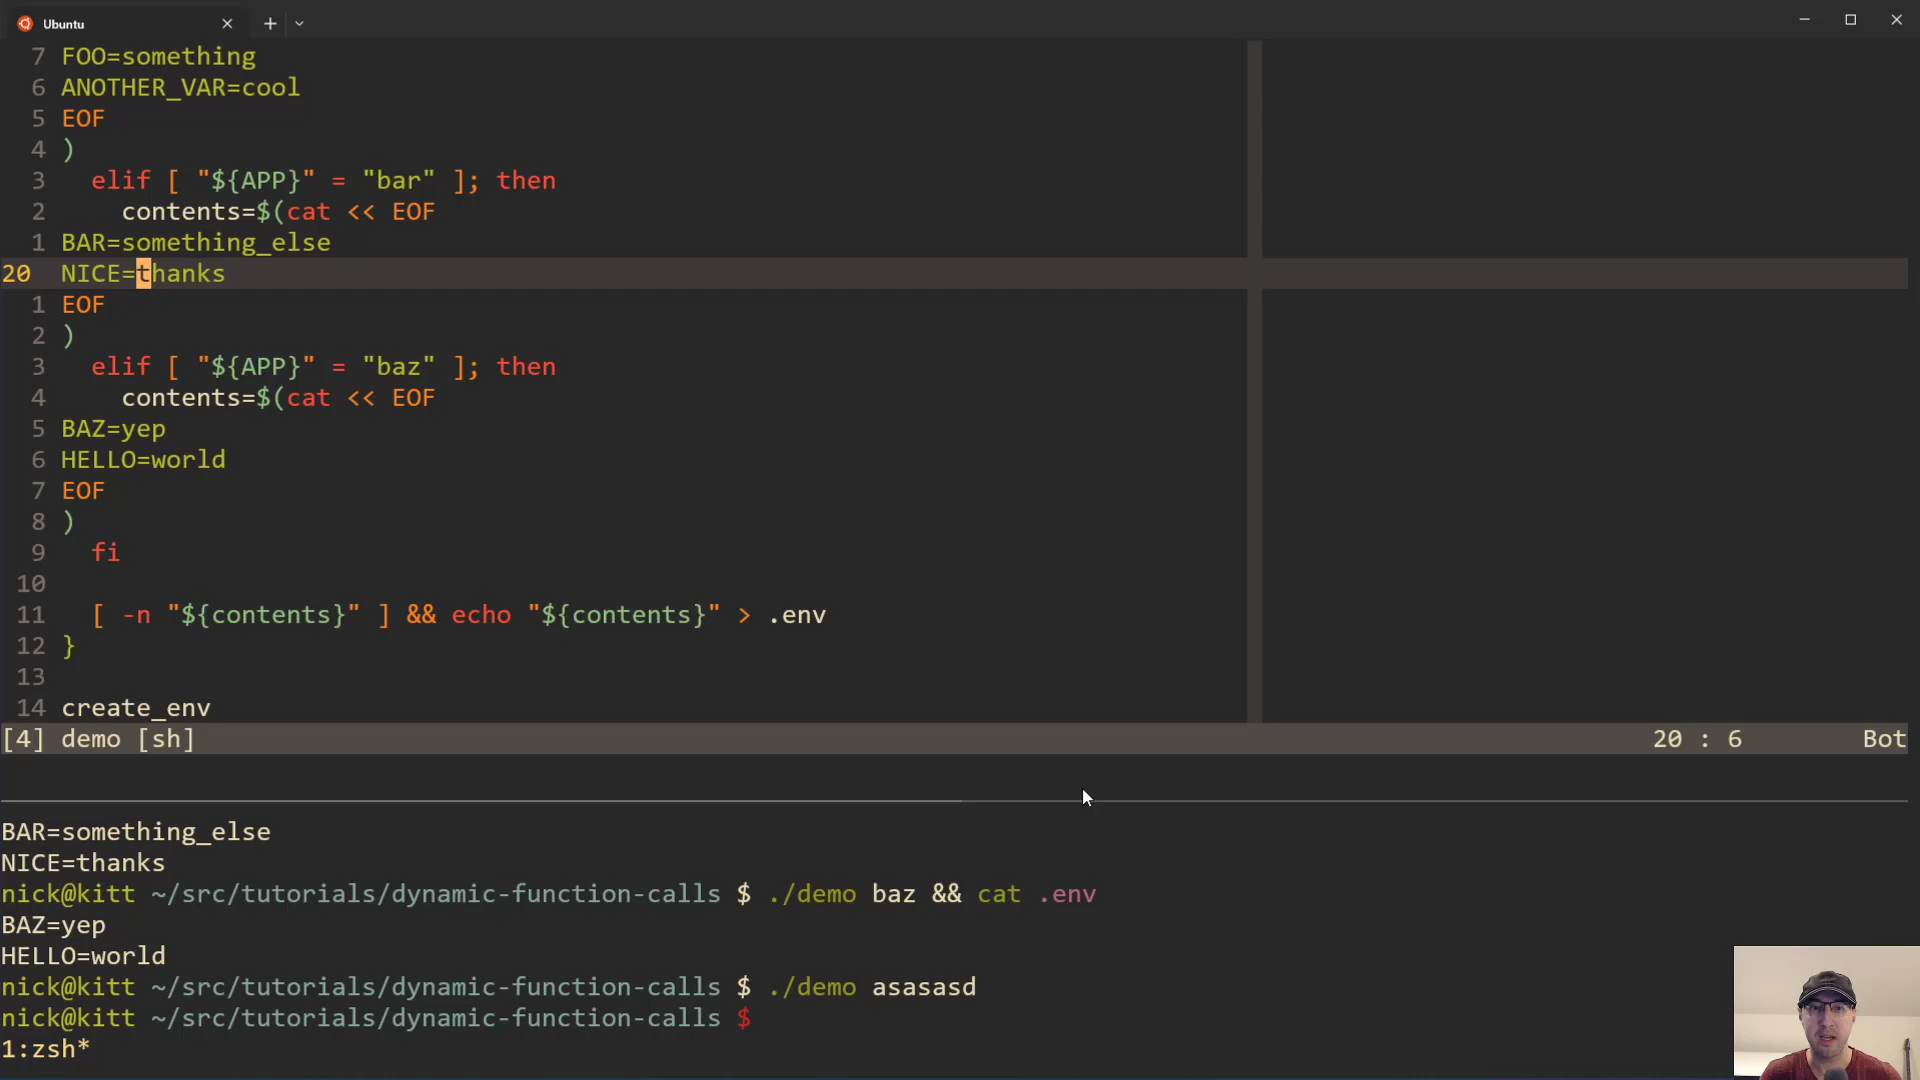 Ubuntu
7 FOO=something
6 ANOTHER_VAR=cool
5 EOF
4 )
3 elif [ "${APP}" = "bar" ]; then
2 contents=$(cat << EOF
1 BAR=something_else
20 NICE=thanks
1 EOF
2 )
3 elif [ "${APP}" = "baz" ]; then
4 contents=$(cat << EOF
5 BAZ=yep
6 HELLO=world
7 EOF
8 )
9 fi
10
11 [ -n "${contents}" ] && echo "${contents}" > .env
12 }
13
14 create_env
[4] demo [sh] 20 : 6 Bot
BAR=something_else
NICE=thanks
nick@kitt ~/src/tutorials/dynamic-function-calls $ ./demo baz && cat .env
BAZ=yep
HELLO=world
nick@kitt ~/src/tutorials/dynamic-function-calls $ ./demo asasasd
nick@kitt ~/src/tutorials/dynamic-function-calls $
1:zsh*